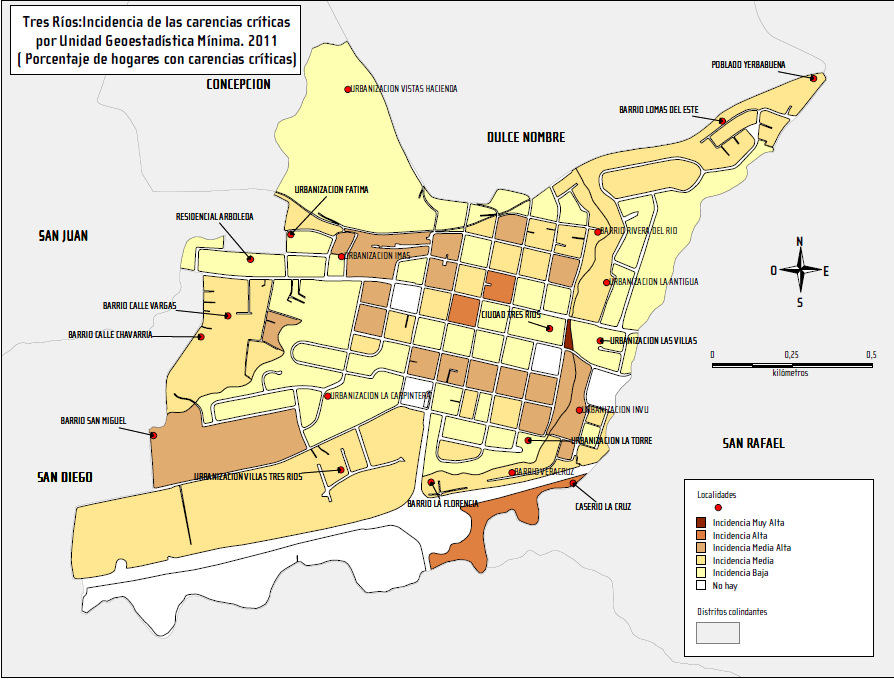 Tres Ríos:Incidencia de las carencias críticas
por Unidad Geoestadística Mínima. 2011
( Porcentaje de hogares con carencias críticas)
POBLADO YERBABUENA
CONCEPCION
URBANIZACION VISTAS HACIENDA
BARRIO LOMAS DEL ESTE
DULCE NOMBRE
URBANIZACION FATIMA
RESIDENCIAL ARBOLEDA
SAN JUAN
BARRIO RIVERA DEL RIO
N
URBANIZACION IMAS
O
E
URBANIZACION LA ANTIGUA
S
BARRIO CALLE VARGAS
CIUDAD TRES RIOS
BARRIO CALLE CHAVARRIA
URBANIZACION LAS VILLAS
0
0,25
0,5
kilómetros
URBANIZACION LA CARPINTERA
URBANIZACION INVU
BARRIO SAN MIGUEL
URBANIZACION LA TORRE
SAN RAFAEL
SAN DIEGO
URBANIZACION VILLAS TRES RIOS
BARRIO VERACRUZ
BARRIO LA FLORENCIA
CASERIO LA CRUZ
Localidades
Incidencia Muy Alta
Incidencia Alta
Incidencia Media Alta
Incidencia Media
Incidencia Baja
No hay
Distritos colindantes